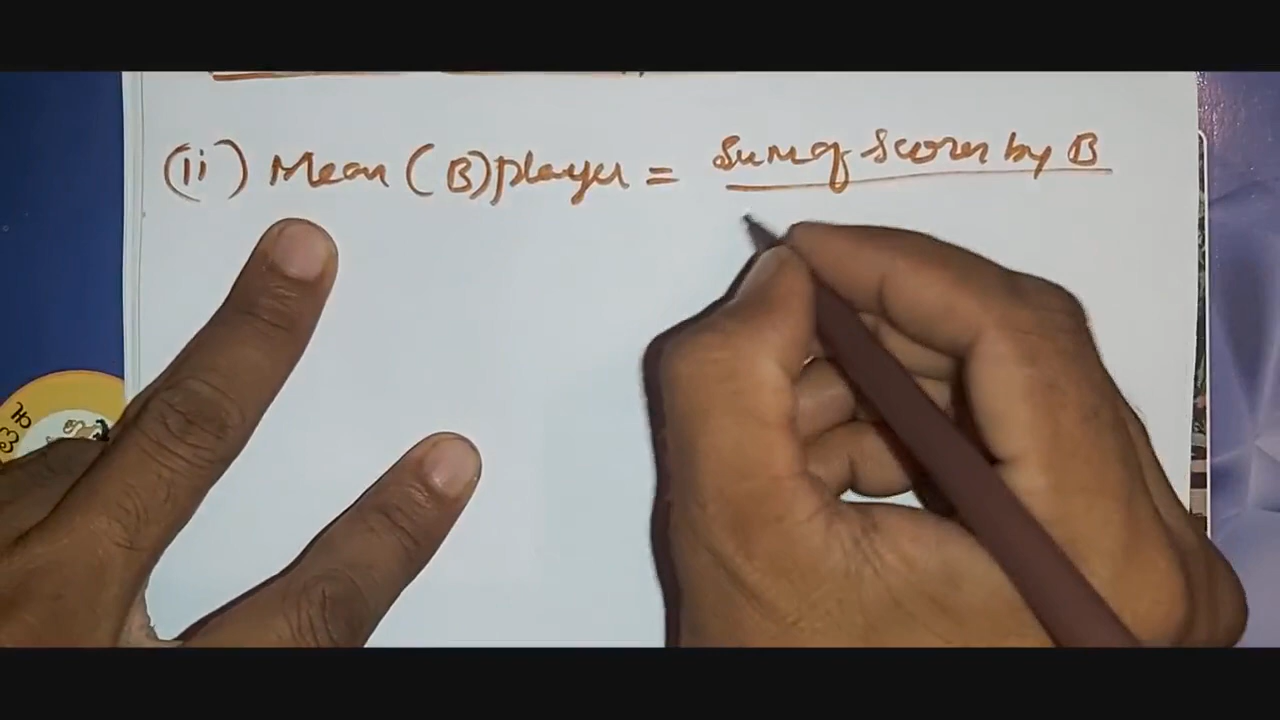 (ii) Mean (B) player = Sum of Scores by B